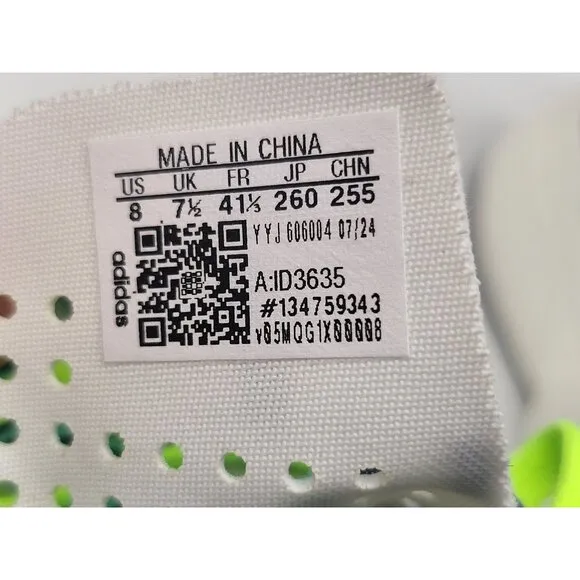 MADE IN CHINA
US UK FR JP CHN
8 7½ 41⅓ 260 255
YYJ 606004 07/24
adidas
A:ID3635
#134759343
v05MQG1X00008